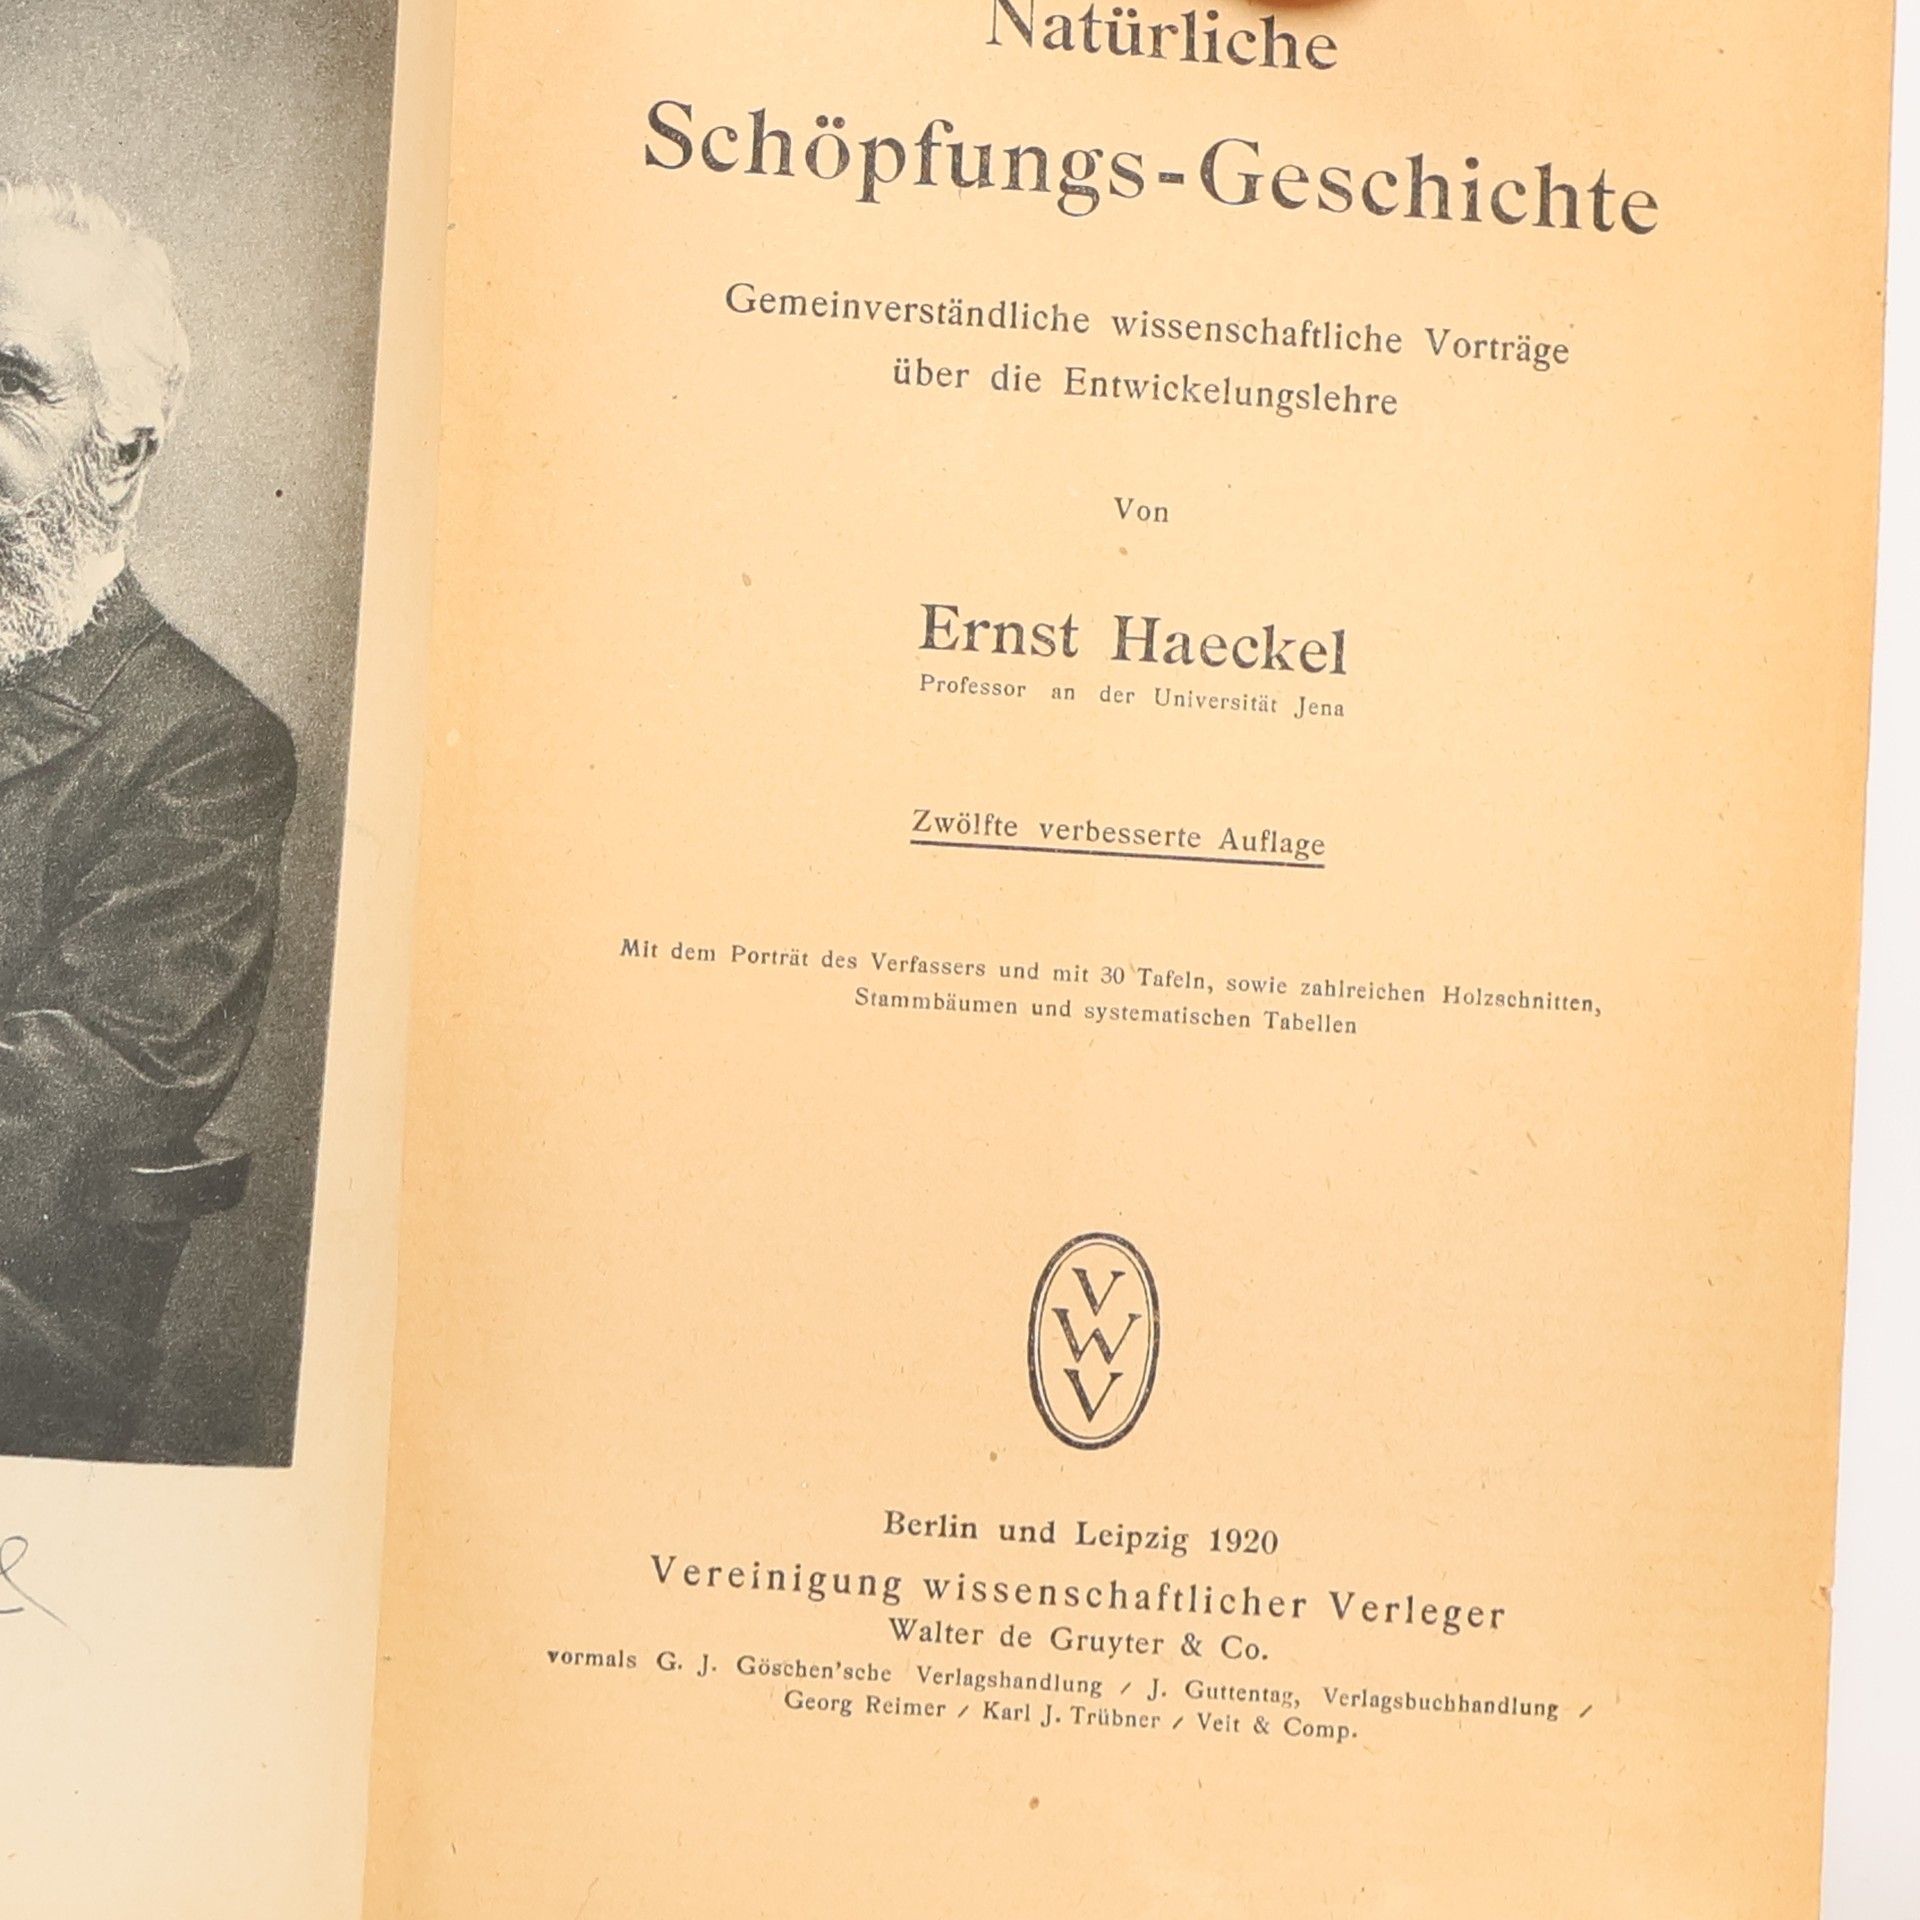 Natürliche
Schöpfungs-Geschichte
Gemeinverständliche wissenschaftliche Vorträge
über die Entwickelungslehre
Von
Ernst Haeckel
Professor an der Universität Jena
Zwölfte verbesserte Auflage
Mit dem Porträt des Verfassers und mit 30 Tafeln, sowie zahlreichen Holzschnitten,
Stammbäumen und systematischen Tabellen
V
W
V
Berlin und Leipzig 1920
Vereinigung wissenschaftlicher Verleger
Walter de Gruyter & Co.
vormals G. J. Göschen'sche Verlagshandlung / J. Guttentag, Verlagsbuchhandlung /
Georg Reimer / Karl J. Trübner / Veit & Comp.